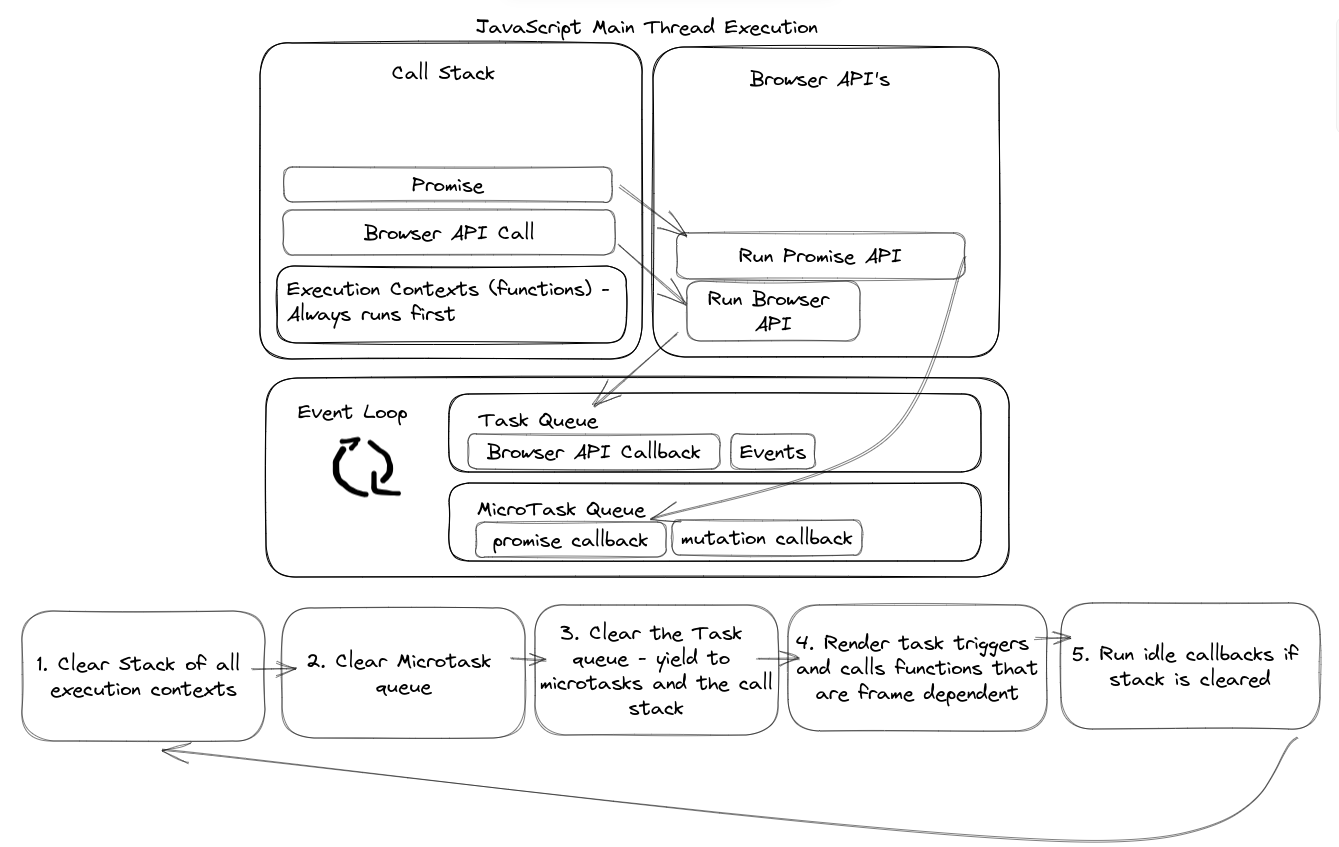 JavaScript Main Thread Execution
Call Stack
Promise
Browser API Call
Execution Contexts (functions) -
Always runs first
Browser API's
Run Promise API
Run Browser
API
Event Loop
Task Queue
Browser API Callback
Events
MicroTask Queue
promise callback
mutation callback
1. Clear Stack of all
execution contexts
2. Clear Microtask
queue
3. Clear the Task
queue - yield to
microtasks and the call
stack
4. Render task triggers
and calls functions that
are frame dependent
5. Run idle callbacks if
stack is cleared